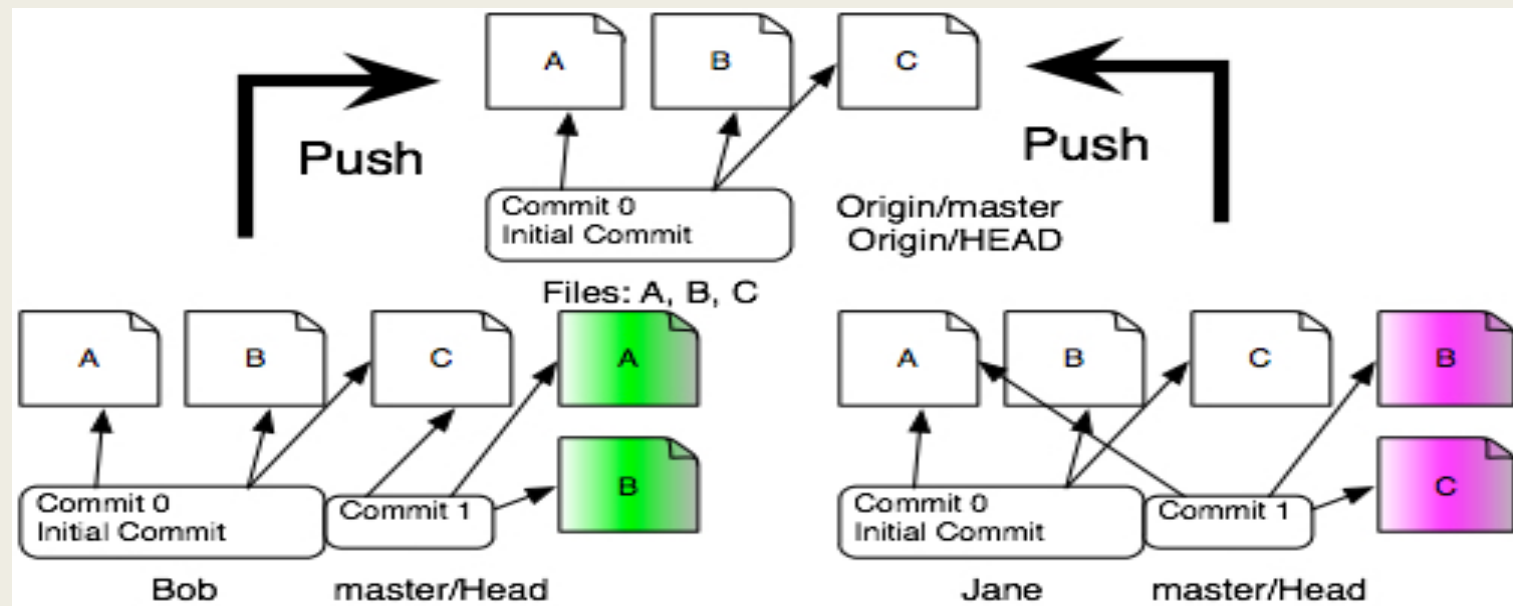 A
B
C
Push
Push
Commit 0
Initial Commit
Origin/master
Origin/HEAD
Files: A, B, C
A
B
C
A
B
Commit 0
Initial Commit
Commit 1
Bob
master/Head
A
B
C
B
C
Commit 0
Initial Commit
Commit 1
Jane
master/Head